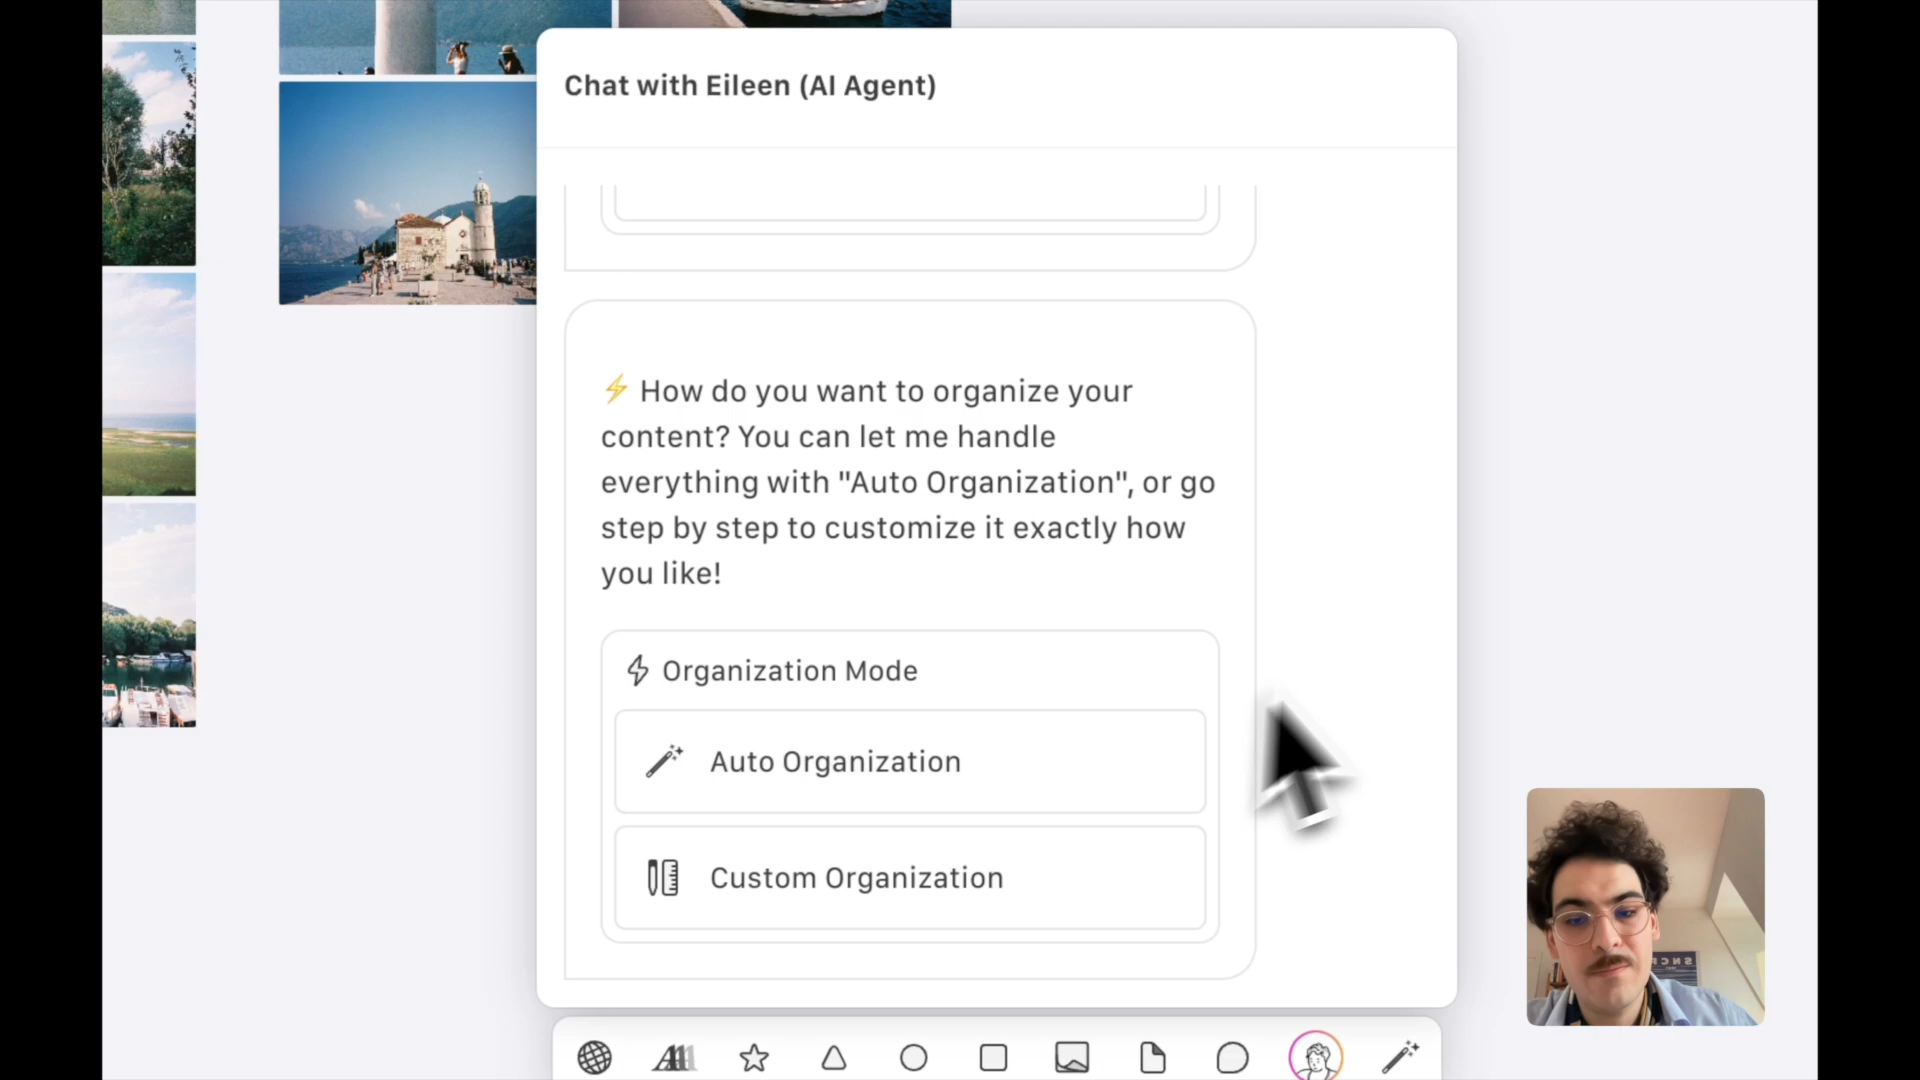 Chat with Eileen (AI Agent)
⚡ How do you want to organize your
content? You can let me handle
everything with "Auto Organization", or go
step by step to customize it exactly how
you like!
Organization Mode
Auto Organization
Custom Organization